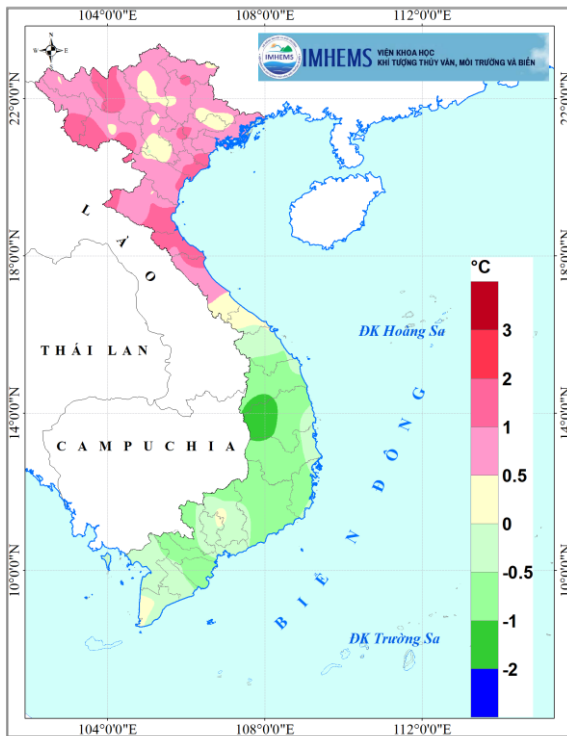 104°0'0"E 108°0'0"E 112°0'0"E
N
W E
S
IMHEMS VIỆN KHOA HỌC
KHÍ TƯỢNG THỦY VĂN, MÔI TRƯỜNG VÀ BIỂN
22°0'0"N
22°0'0"N
LÀO
18°0'0"N
18°0'0"N
°C
3
2
1
0.5
0
-0.5
-1
-2
ĐK Hoàng Sa
THÁI LAN
14°0'0"N
14°0'0"N
CAMPUCHIA
BIỂN ĐÔNG
10°0'0"N
10°0'0"N
ĐK Trường Sa
104°0'0"E 108°0'0"E 112°0'0"E